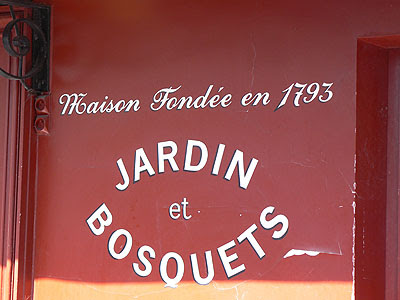 Maison Fondée en 1793
JARDIN
et
BOSQUETS